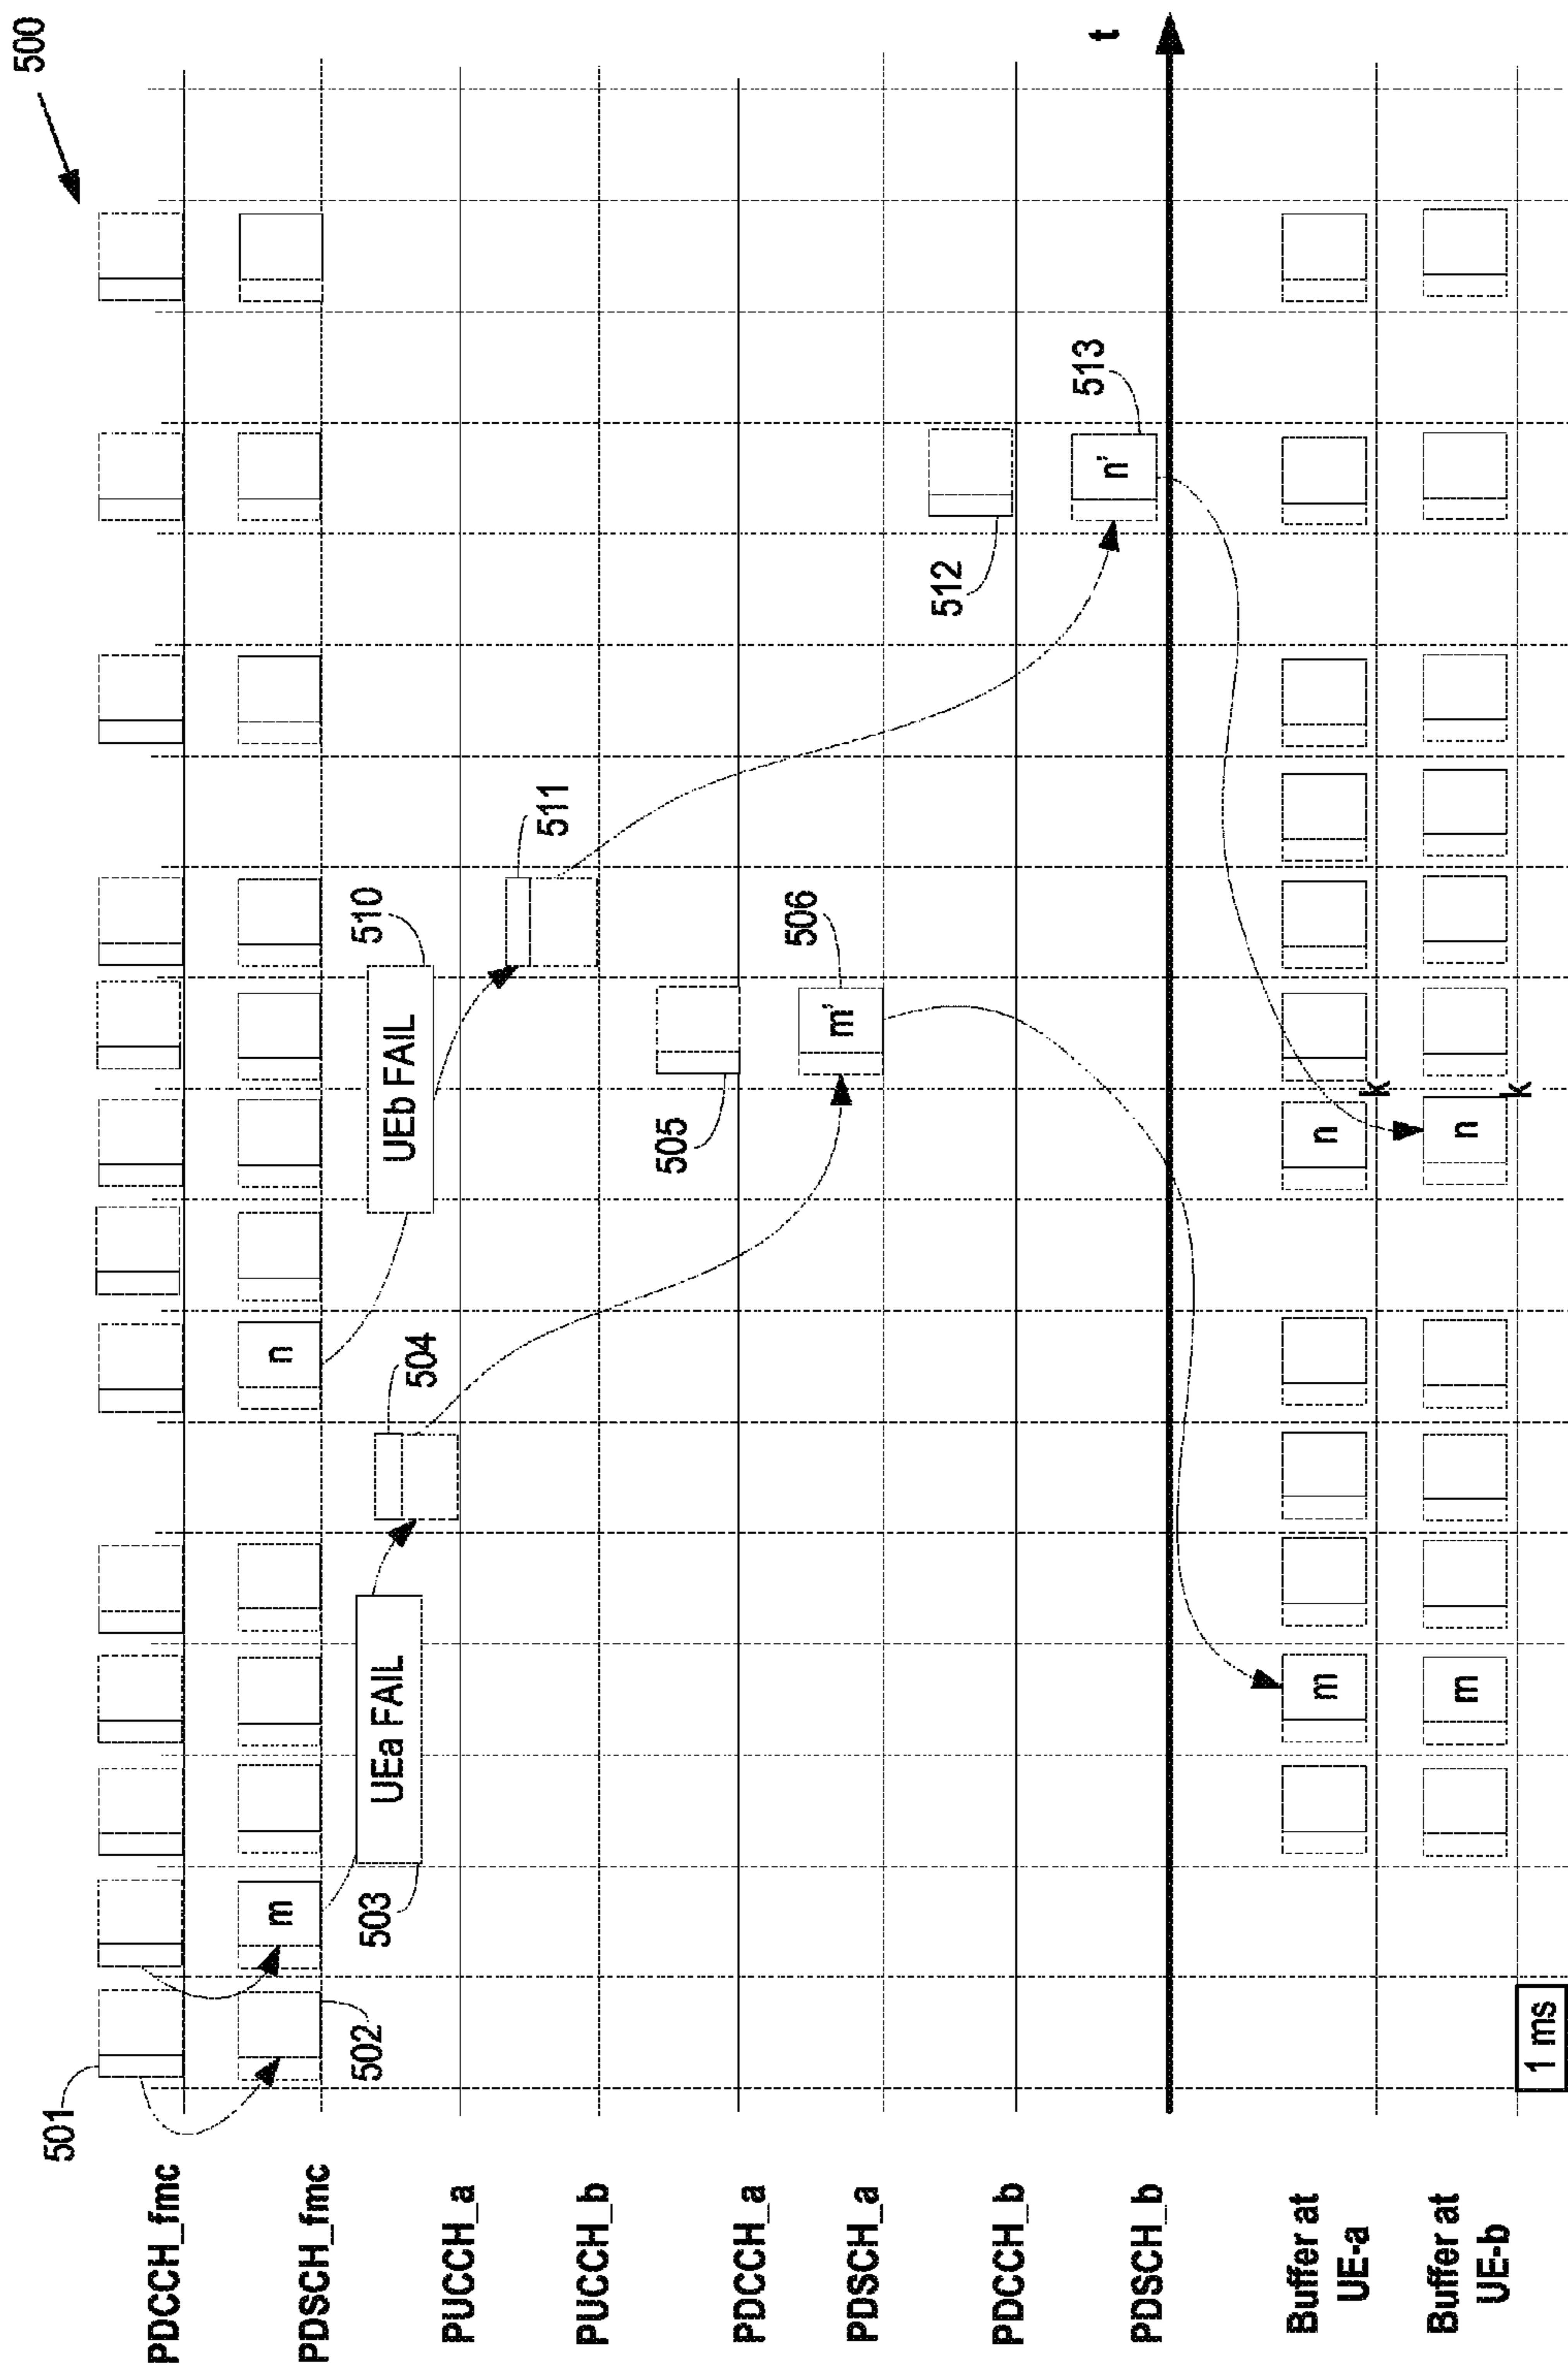 500
501
PDCCH_fmc
502
m
n
PDSCH_fmc
503
UEa FAIL
504
UEb FAIL
510
PUCCH_a
511
PUCCH_b
505
PDCCH_a
m'
506
PDSCH_a
512
PDCCH_b
n'
513
PDSCH_b
t
Buffer at
UE-a
m
n
k
Buffer at
UE-b
m
n
k
1 ms